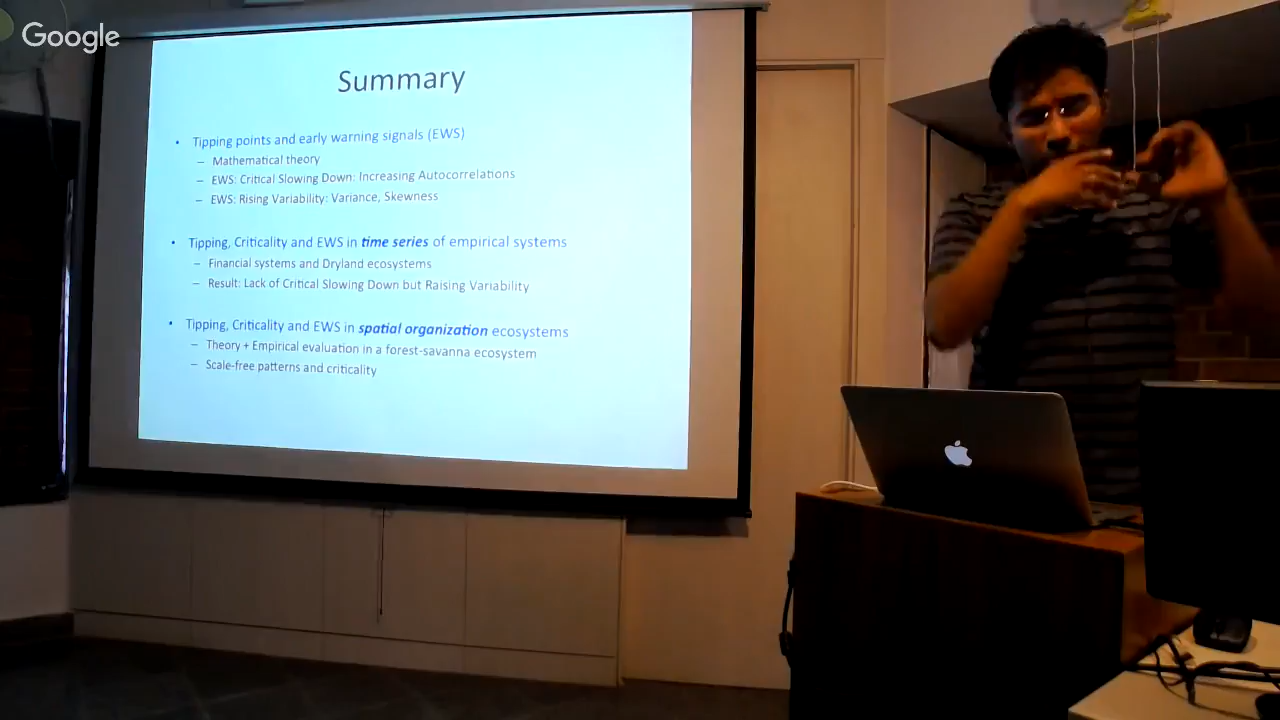 Google
Summary
• Tipping points and early warning signals (EWS)
– Mathematical theory
– EWS: Critical Slowing Down: Increasing Autocorrelations
– EWS: Rising Variability: Variance, Skewness
• Tipping, Criticality and EWS in time series of empirical systems
– Financial systems and Dryland ecosystems
– Result: Lack of Critical Slowing Down but Raising Variability
• Tipping, Criticality and EWS in spatial organization ecosystems
– Theory + Empirical evaluation in a forest-savanna ecosystem
– Scale-free patterns and criticality